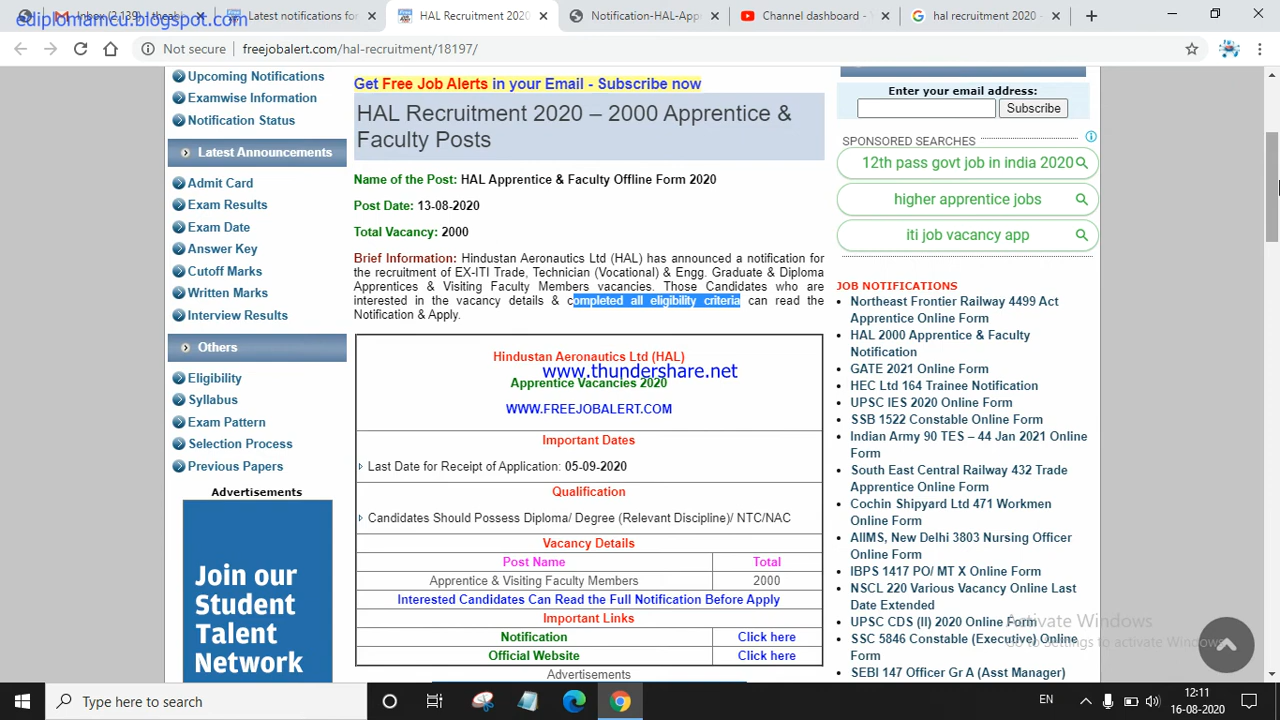 Inbox (2,139) - theab
Latest notifications for
HAL Recruitment 2020
Notification-HAL-App
Channel dashboard - Y
hal recruitment 2020 -
ediplomamecu.blogspot.com
Not secure
freejobalert.com/hal-recruitment/18197/
Upcoming Notifications
Examwise Information
Notification Status
Latest Announcements
Admit Card
Exam Results
Exam Date
Answer Key
Cutoff Marks
Written Marks
Interview Results
Others
Eligibility
Syllabus
Exam Pattern
Selection Process
Previous Papers
Advertisements
Join our
Student
Talent
Network
Get Free Job Alerts in your Email - Subscribe now
HAL Recruitment 2020 – 2000 Apprentice &
Faculty Posts
Name of the Post: HAL Apprentice & Faculty Offline Form 2020
Post Date: 13-08-2020
Total Vacancy: 2000
Brief Information: Hindustan Aeronautics Ltd (HAL) has announced a notification for
the recruitment of EX-ITI Trade, Technician (Vocational) & Engg. Graduate & Diploma
Apprentices & Visiting Faculty Members vacancies. Those Candidates who are
interested in the vacancy details & completed all eligibility criteria can read the
Notification & Apply.
Hindustan Aeronautics Ltd (HAL)
www.thundershare.net
Apprentice Vacancies 2020
WWW.FREEJOBALERT.COM
Important Dates
Last Date for Receipt of Application: 05-09-2020
Qualification
Candidates Should Possess Diploma/ Degree (Relevant Discipline)/ NTC/NAC
Vacancy Details
Post Name Total
Apprentice & Visiting Faculty Members 2000
Interested Candidates Can Read the Full Notification Before Apply
Important Links
Notification Click here
Official Website Click here
Advertisements
Enter your email address:
Subscribe
SPONSORED SEARCHES
12th pass govt job in india 2020
higher apprentice jobs
iti job vacancy app
JOB NOTIFICATIONS
Northeast Frontier Railway 4499 Act
Apprentice Online Form
HAL 2000 Apprentice & Faculty
Notification
GATE 2021 Online Form
HEC Ltd 164 Trainee Notification
UPSC IES 2020 Online Form
SSB 1522 Constable Online Form
Indian Army 90 TES – 44 Jan 2021 Online
Form
South East Central Railway 432 Trade
Apprentice Online Form
Cochin Shipyard Ltd 471 Workmen
Online Form
AIIMS, New Delhi 3803 Nursing Officer
Online Form
IBPS 1417 PO/ MT X Online Form
NSCL 220 Various Vacancy Online Last
Date Extended
UPSC CDS (II) 2020 Online Form
SSC 5846 Constable (Executive) Online
Form
SEBI 147 Officer Gr A (Asst Manager)
Activate Windows
Go to Settings to activate Windows.
Type here to search
EN
12:11
16-08-2020